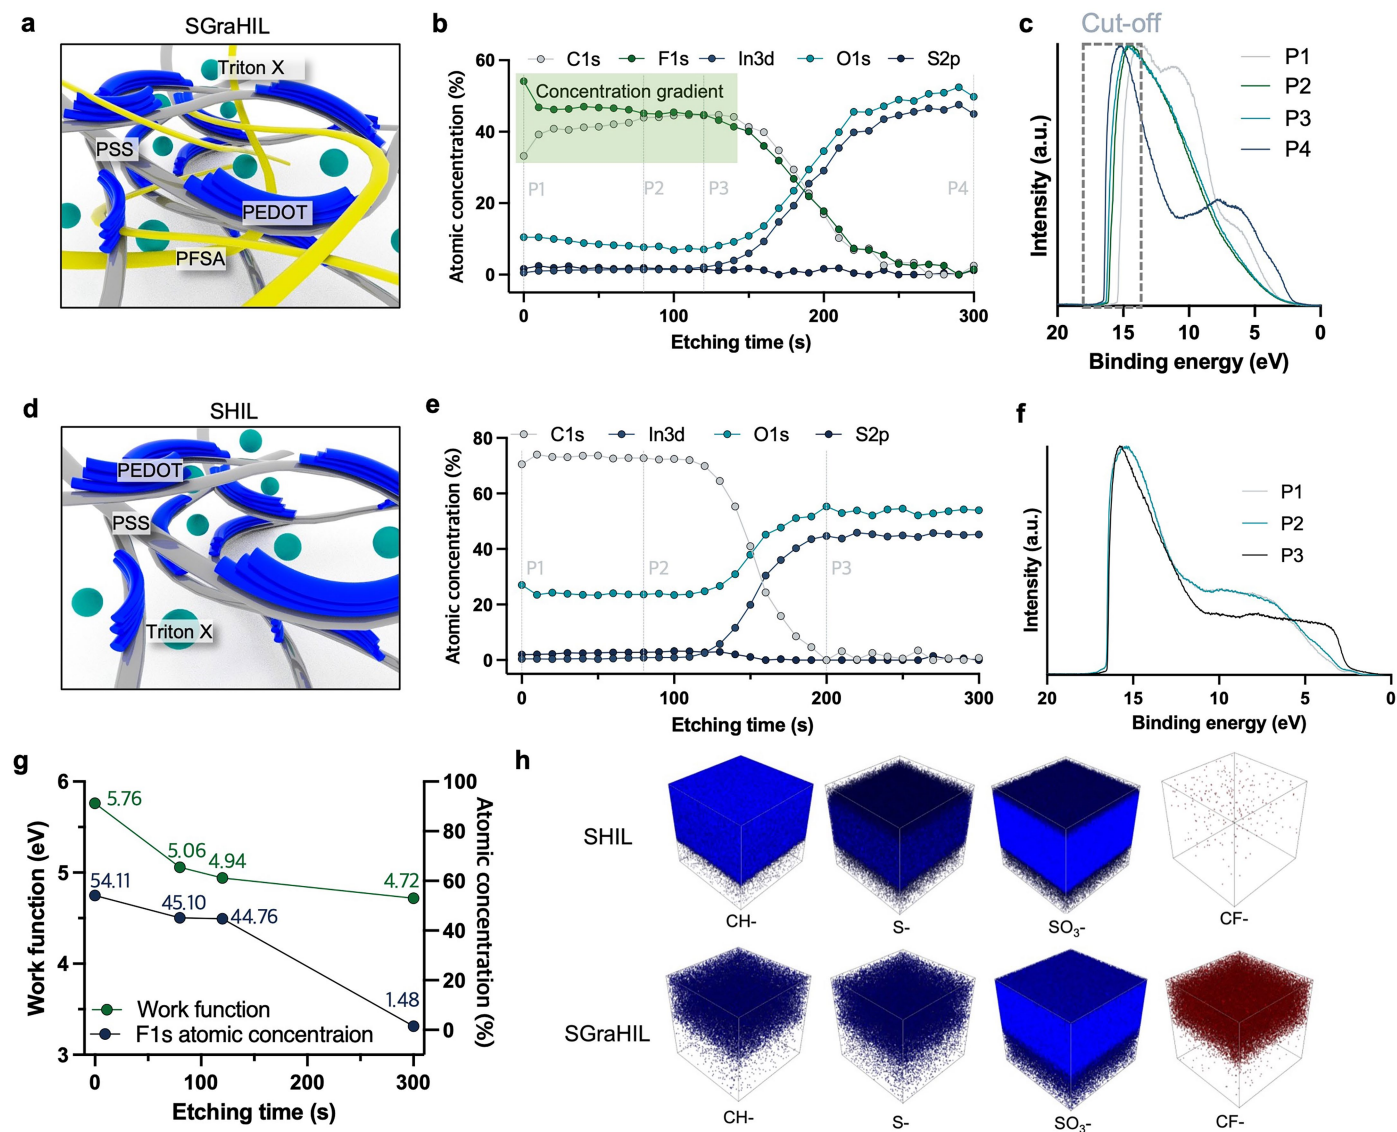 a
SGraHIL
Triton X
PSS
PEDOT
PFSA
b
C1s F1s In3d O1s S2p
Concentration gradient
P1 P2 P3 P4
Atomic concentration (%)
60
40
20
0
0 100 200 300
Etching time (s)
c
Cut-off
P1
P2
P3
P4
Intensity (a.u.)
20 15 10 5 0
Binding energy (eV)
d
SHIL
PEDOT
PSS
Triton X
e
C1s In3d O1s S2p
P1 P2 P3
Atomic concentration (%)
80
60
40
20
0
0 100 200 300
Etching time (s)
f
P1
P2
P3
Intensity (a.u.)
20 15 10 5 0
Binding energy (eV)
g
Work function (eV)
6
5
4
3
5.76
5.06
4.94
4.72
54.11
45.10
44.76
1.48
Work function
F1s atomic concentraion
100
80
60
40
20
0
Atomic concentration (%)
0 100 200 300
Etching time (s)
h
SHIL
CH- S- SO₃- CF-
SGraHIL
CH- S- SO₃- CF-